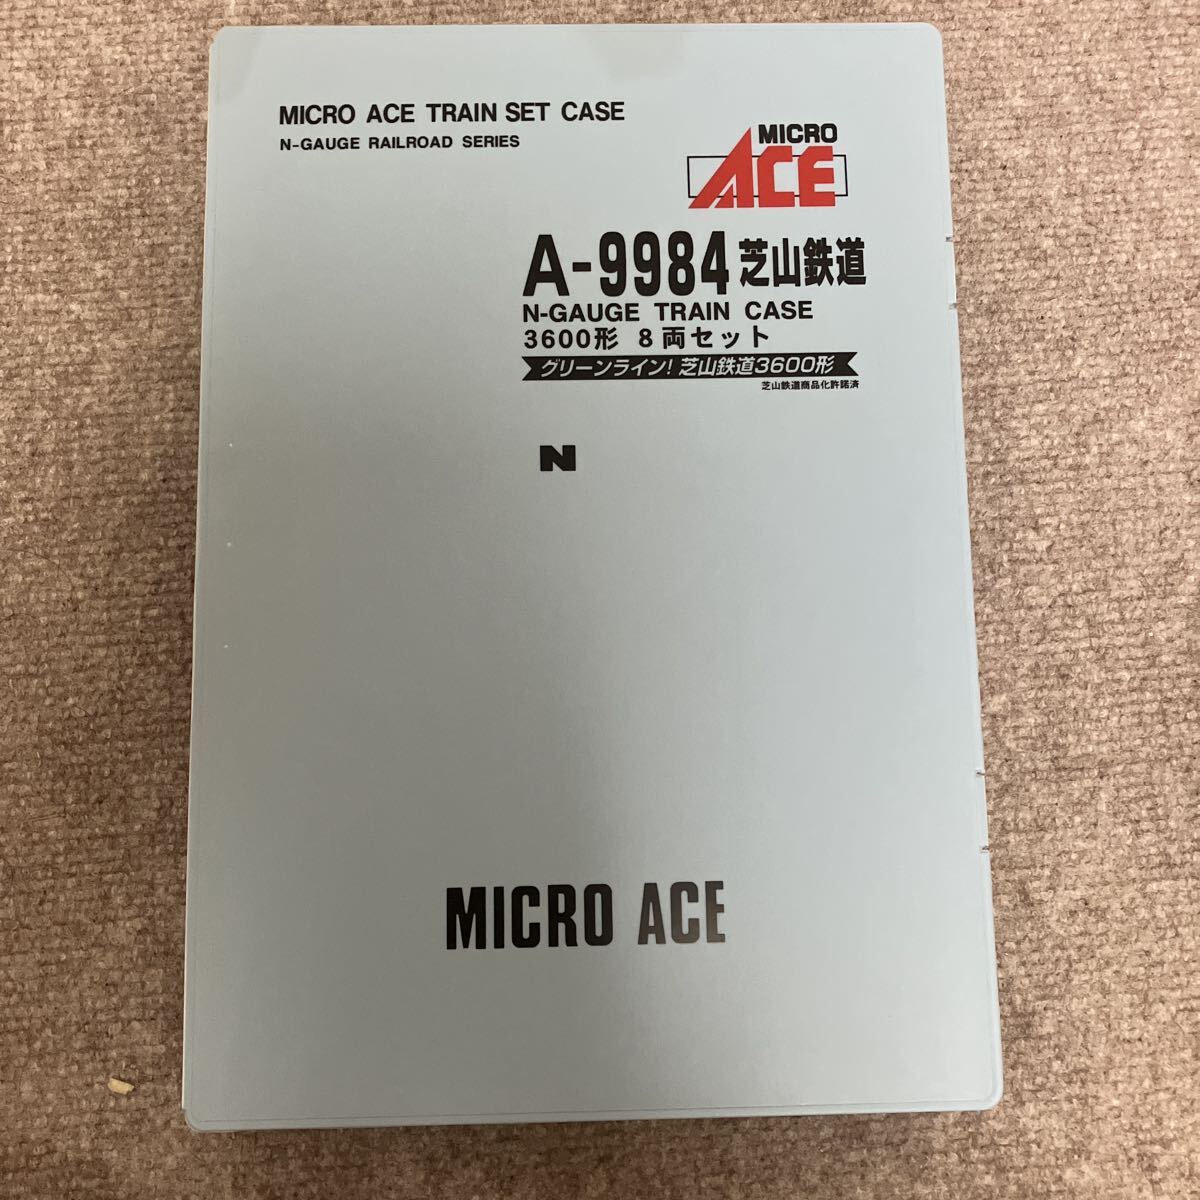 MICRO ACE TRAIN SET CASE
N-GAUGE RAILROAD SERIES
MICRO
ACE
A-9984 芝山鉄道
N-GAUGE TRAIN CASE
3600形 8両セット
グリーンライン!芝山鉄道3600形
芝山鉄道商品化許諾済
N
MICRO ACE